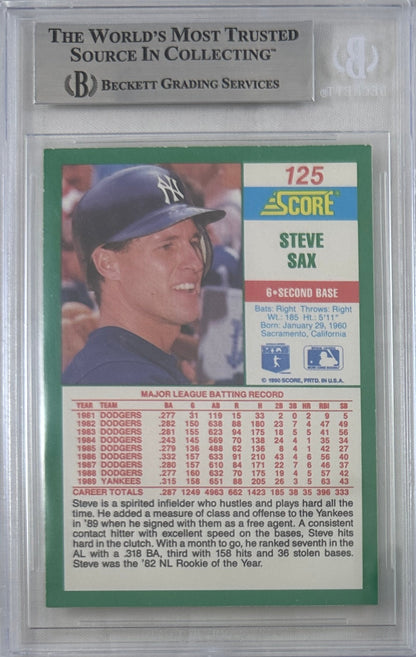 THE WORLD'S MOST TRUSTED
SOURCE IN COLLECTING™
B BECKETT GRADING SERVICES
B
BECKETT®
NY
125
SCORE
STEVE
SAX
6•SECOND BASE
Bats: Right Throws: Right
Wt.: 185 Ht.: 5'11"
Born: January 29, 1960
Sacramento, California
© 1990 SCORE, PRTD. IN U.S.A.
MAJOR LEAGUE BATTING RECORD
YEAR TEAM BA G AB R H 2B 3B HR RBI SB
1981 DODGERS .277 31 119 15 33 2 0 2 9 5
1982 DODGERS .282 150 638 88 180 23 7 4 47 49
1983 DODGERS .281 155 623 94 175 18 5 5 41 56
1984 DODGERS .243 145 569 70 138 24 4 1 35 34
1985 DODGERS .279 136 488 62 136 8 4 1 42 27
1986 DODGERS .332 157 633 91 210 43 4 6 56 40
1987 DODGERS .280 157 610 84 171 22 7 6 46 37
1988 DODGERS .277 160 632 70 175 19 4 5 57 42
1989 YANKEES .315 158 651 88 205 26 3 5 63 43
CAREER TOTALS .287 1249 4963 662 1423 185 38 35 396 333
Steve is a spirited infielder who hustles and plays hard all the
time. He added a measure of class and offense to the Yankees
in '89 when he signed with them as a free agent. A consistent
contact hitter with excellent speed on the bases, Steve hits
hard in the clutch. With a month to go, he ranked seventh in the
AL with a .318 BA, third with 158 hits and 36 stolen bases.
Steve was the '82 NL Rookie of the Year.